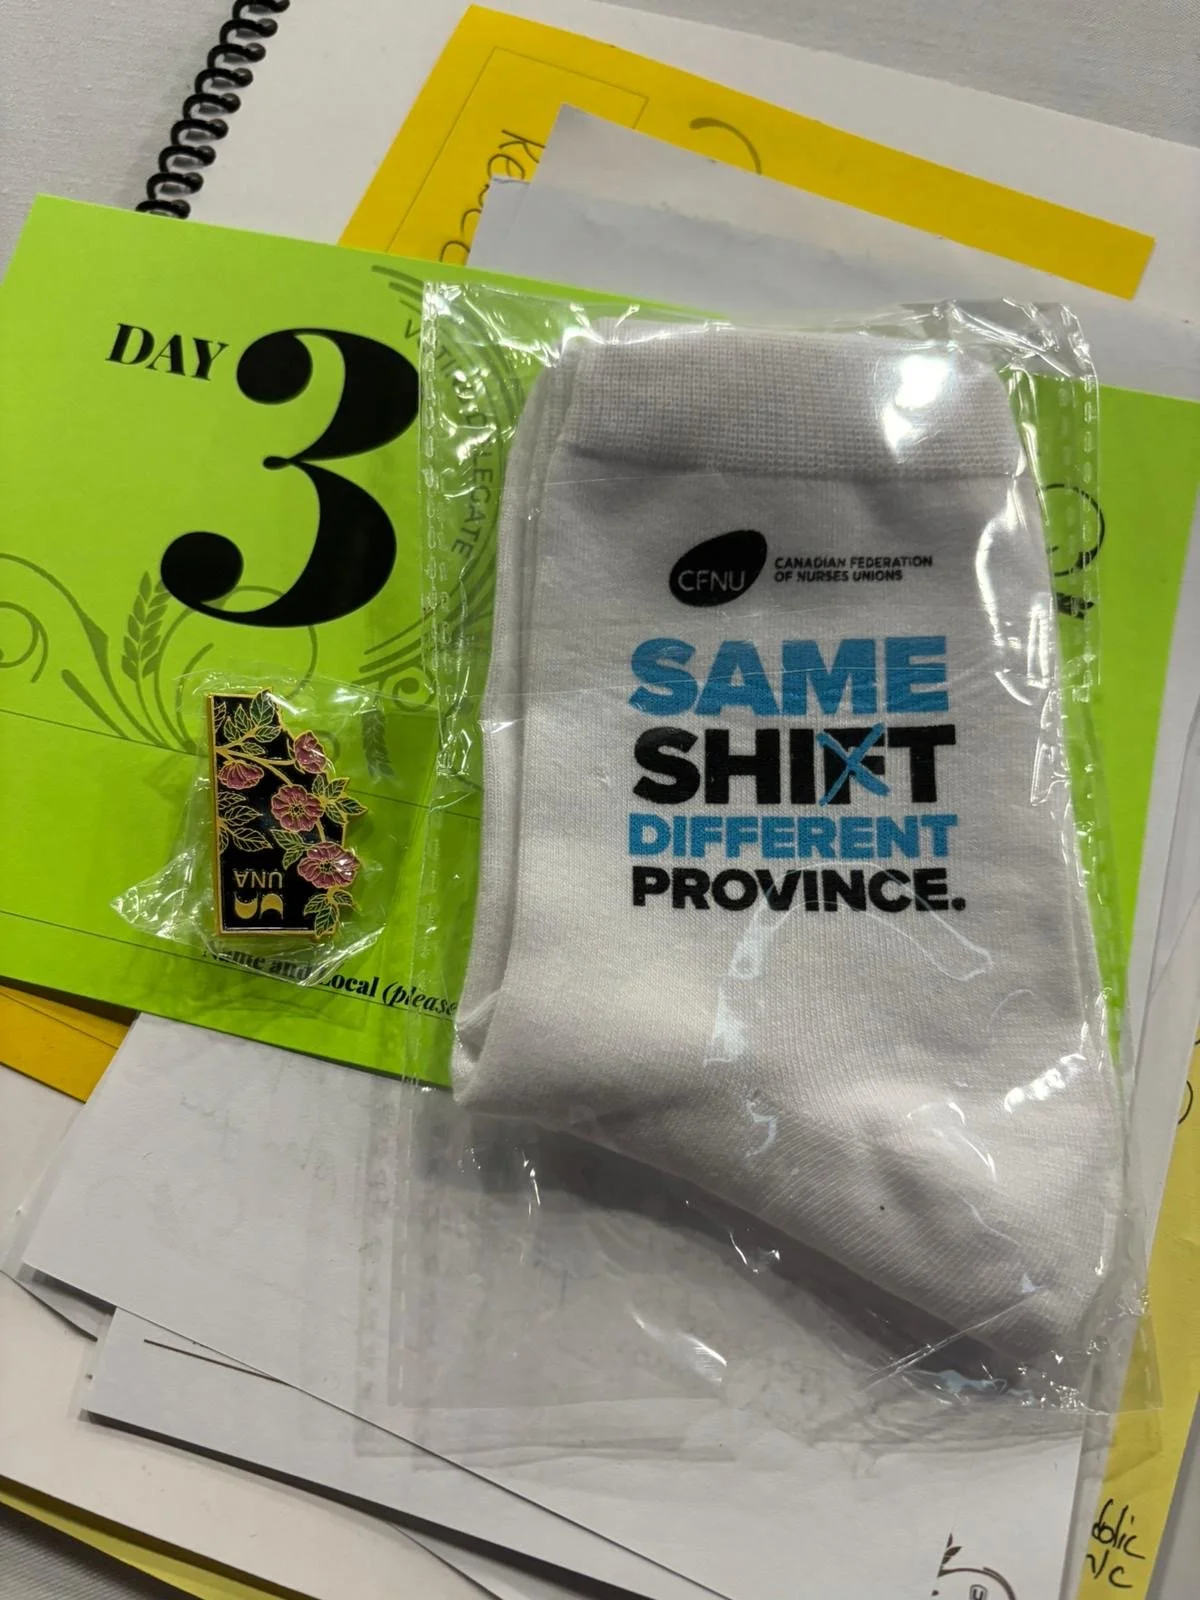 DAY
3
CFNU
CANADIAN FEDERATION
OF NURSES UNIONS
SAME
SHIFT
DIFFERENT
PROVINCE.
UNA
Name and Local (please